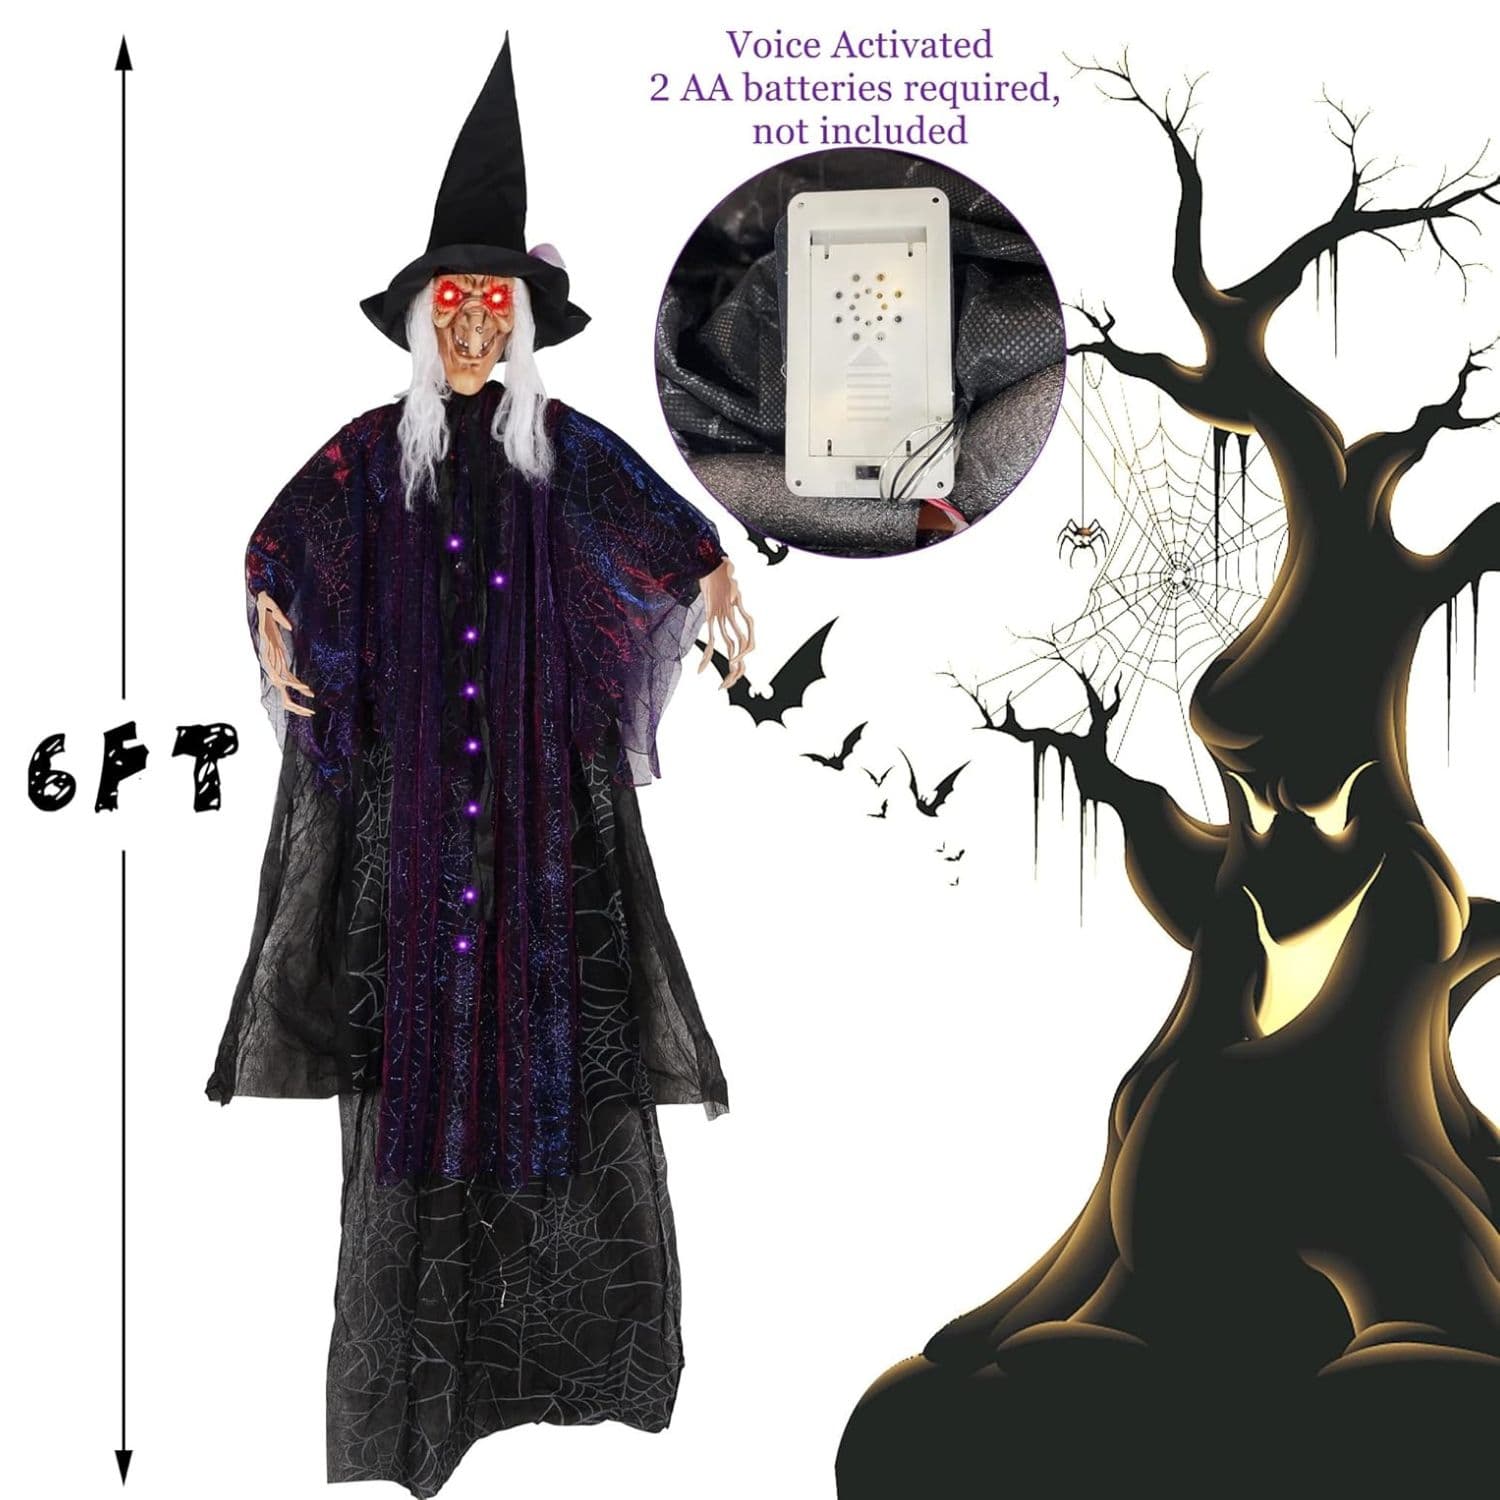 Voice Activated
2 AA batteries required,
not included
6FT